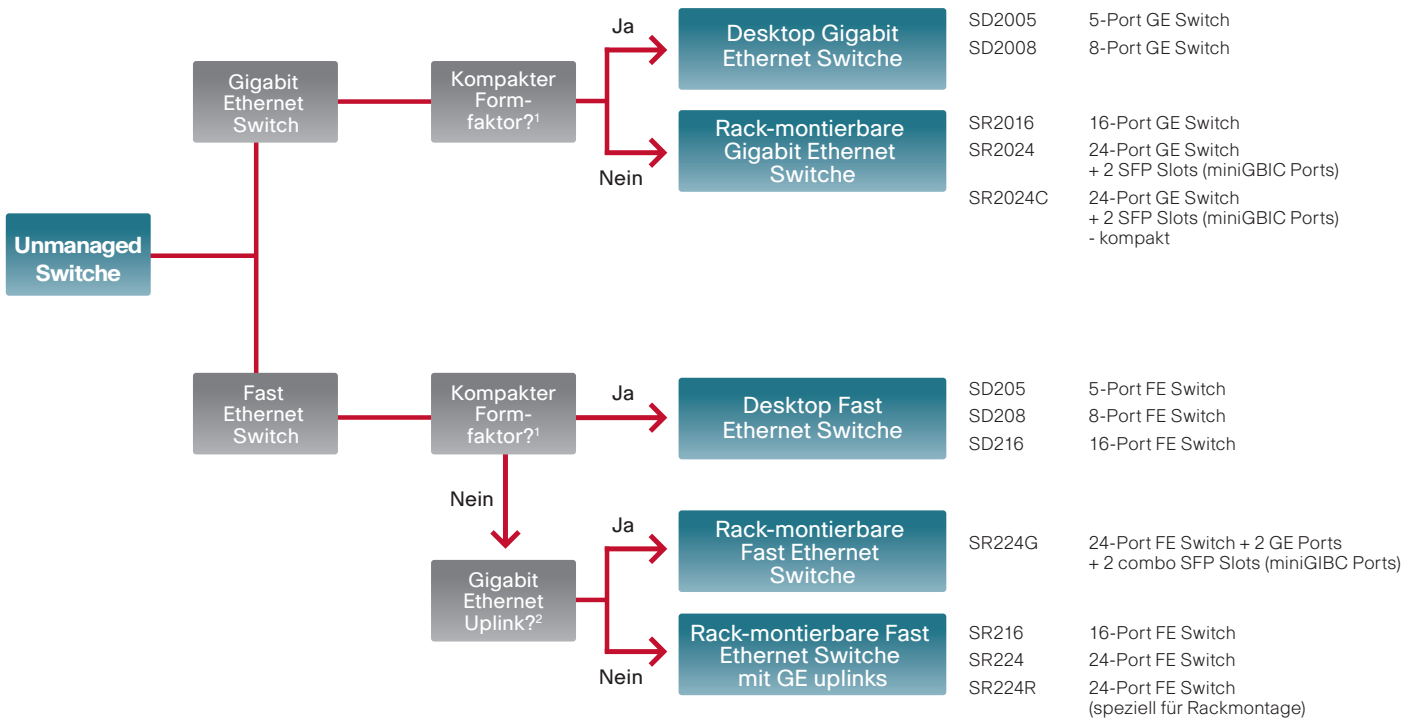 Unmanaged
Switche
Gigabit
Ethernet
Switch
Kompakter
Form-
faktor?¹
Ja
Desktop Gigabit
Ethernet Switche
SD2005 5-Port GE Switch
SD2008 8-Port GE Switch
Nein
Rack-montierbare
Gigabit Ethernet
Switche
SR2016 16-Port GE Switch
SR2024 24-Port GE Switch
+ 2 SFP Slots (miniGBIC Ports)
SR2024C 24-Port GE Switch
+ 2 SFP Slots (miniGBIC Ports)
- kompakt
Fast
Ethernet
Switch
Kompakter
Form-
faktor?¹
Ja
Desktop Fast
Ethernet Switche
SD205 5-Port FE Switch
SD208 8-Port FE Switch
SD216 16-Port FE Switch
Nein
Gigabit
Ethernet
Uplink?²
Ja
Rack-montierbare
Fast Ethernet
Switche
SR224G 24-Port FE Switch + 2 GE Ports
+ 2 combo SFP Slots (miniGIBC Ports)
Nein
Rack-montierbare Fast
Ethernet Switche
mit GE uplinks
SR216 16-Port FE Switch
SR224 24-Port FE Switch
SR224R 24-Port FE Switch
(speziell für Rackmontage)